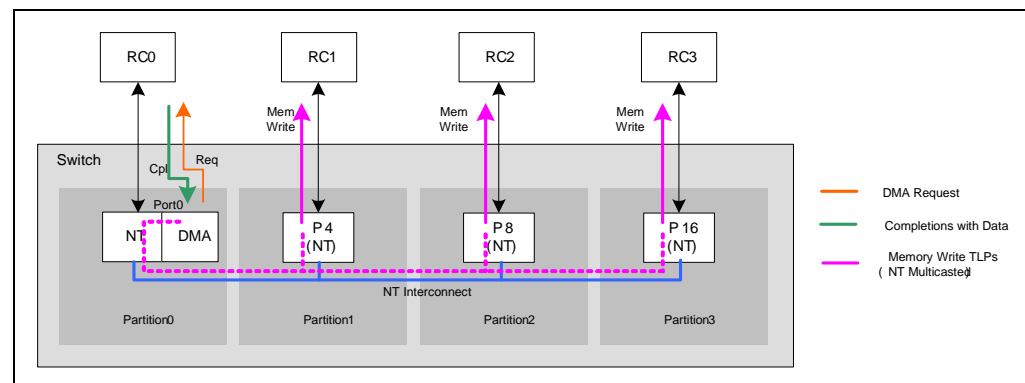 RC0
RC1
RC2
RC3
Mem
Write
Mem
Write
Mem
Write
Switch
Cpl
Req
Port0
NT
DMA
P 4
(NT)
P 8
(NT)
P 16
(NT)
NT Interconnect
Partition0
Partition1
Partition2
Partition3
DMA Request
Completions with Data
Memory Write TLPs
( NT Multicasted)